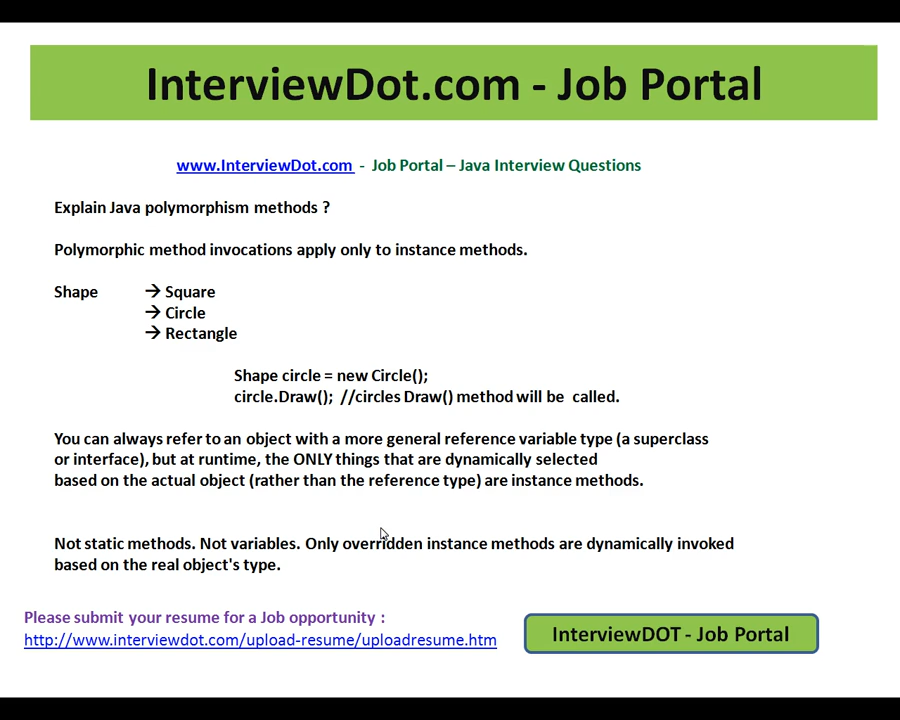 InterviewDot.com - Job Portal
www.InterviewDot.com - Job Portal – Java Interview Questions
Explain Java polymorphism methods ?
Polymorphic method invocations apply only to instance methods.
Shape → Square
→ Circle
→ Rectangle
Shape circle = new Circle();
circle.Draw(); //circles Draw() method will be called.
You can always refer to an object with a more general reference variable type (a superclass
or interface), but at runtime, the ONLY things that are dynamically selected
based on the actual object (rather than the reference type) are instance methods.
Not static methods. Not variables. Only overridden instance methods are dynamically invoked
based on the real object's type.
Please submit your resume for a Job opportunity :
http://www.interviewdot.com/upload-resume/uploadresume.htm
InterviewDOT - Job Portal